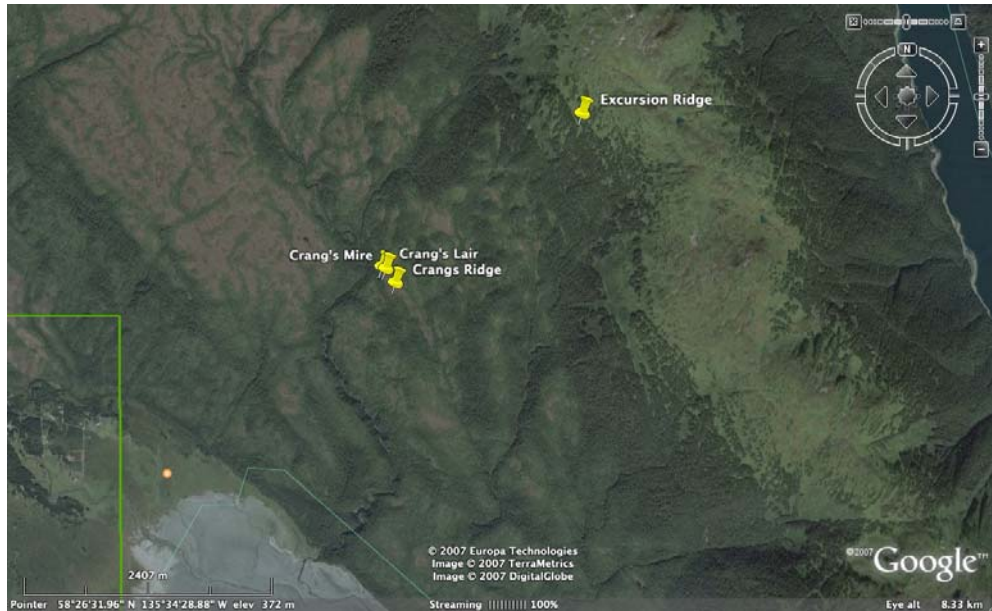 N
Excursion Ridge
Crang's Mire
Crang's Lair
Crangs Ridge
© 2007 Europa Technologies
Image © 2007 TerraMetrics
Image © 2007 DigitalGlobe
©2007 Google™
2407 m
Pointer 58°26'31.96" N 135°34'28.88" W elev 372 m
Streaming 100%
Eye alt 8.33 km